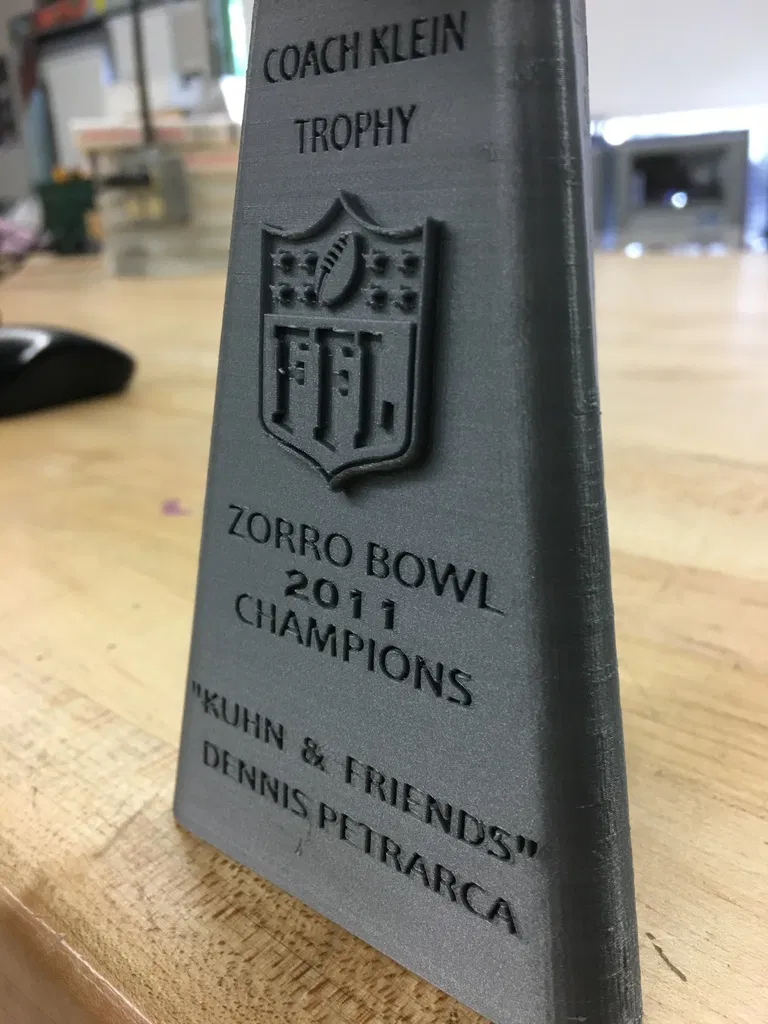 COACH KLEIN
TROPHY
FFL
ZORRO BOWL
2011
CHAMPIONS
"KUHN & FRIENDS"
DENNIS PETRARCA